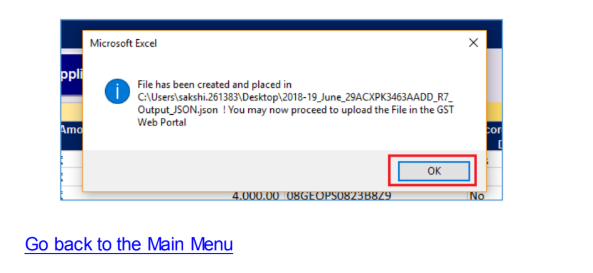 Microsoft Excel
ppli
File has been created and placed in
C:\Users\sakshi.261383\Desktop\2018-19_June_29ACXPK3463AADD_R7_
Output_JSON.json ! You may now proceed to upload the File in the GST
Web Portal
Amo
cor
OK
4,000.00 08GEOPS0823B8Z9 No
Go back to the Main Menu